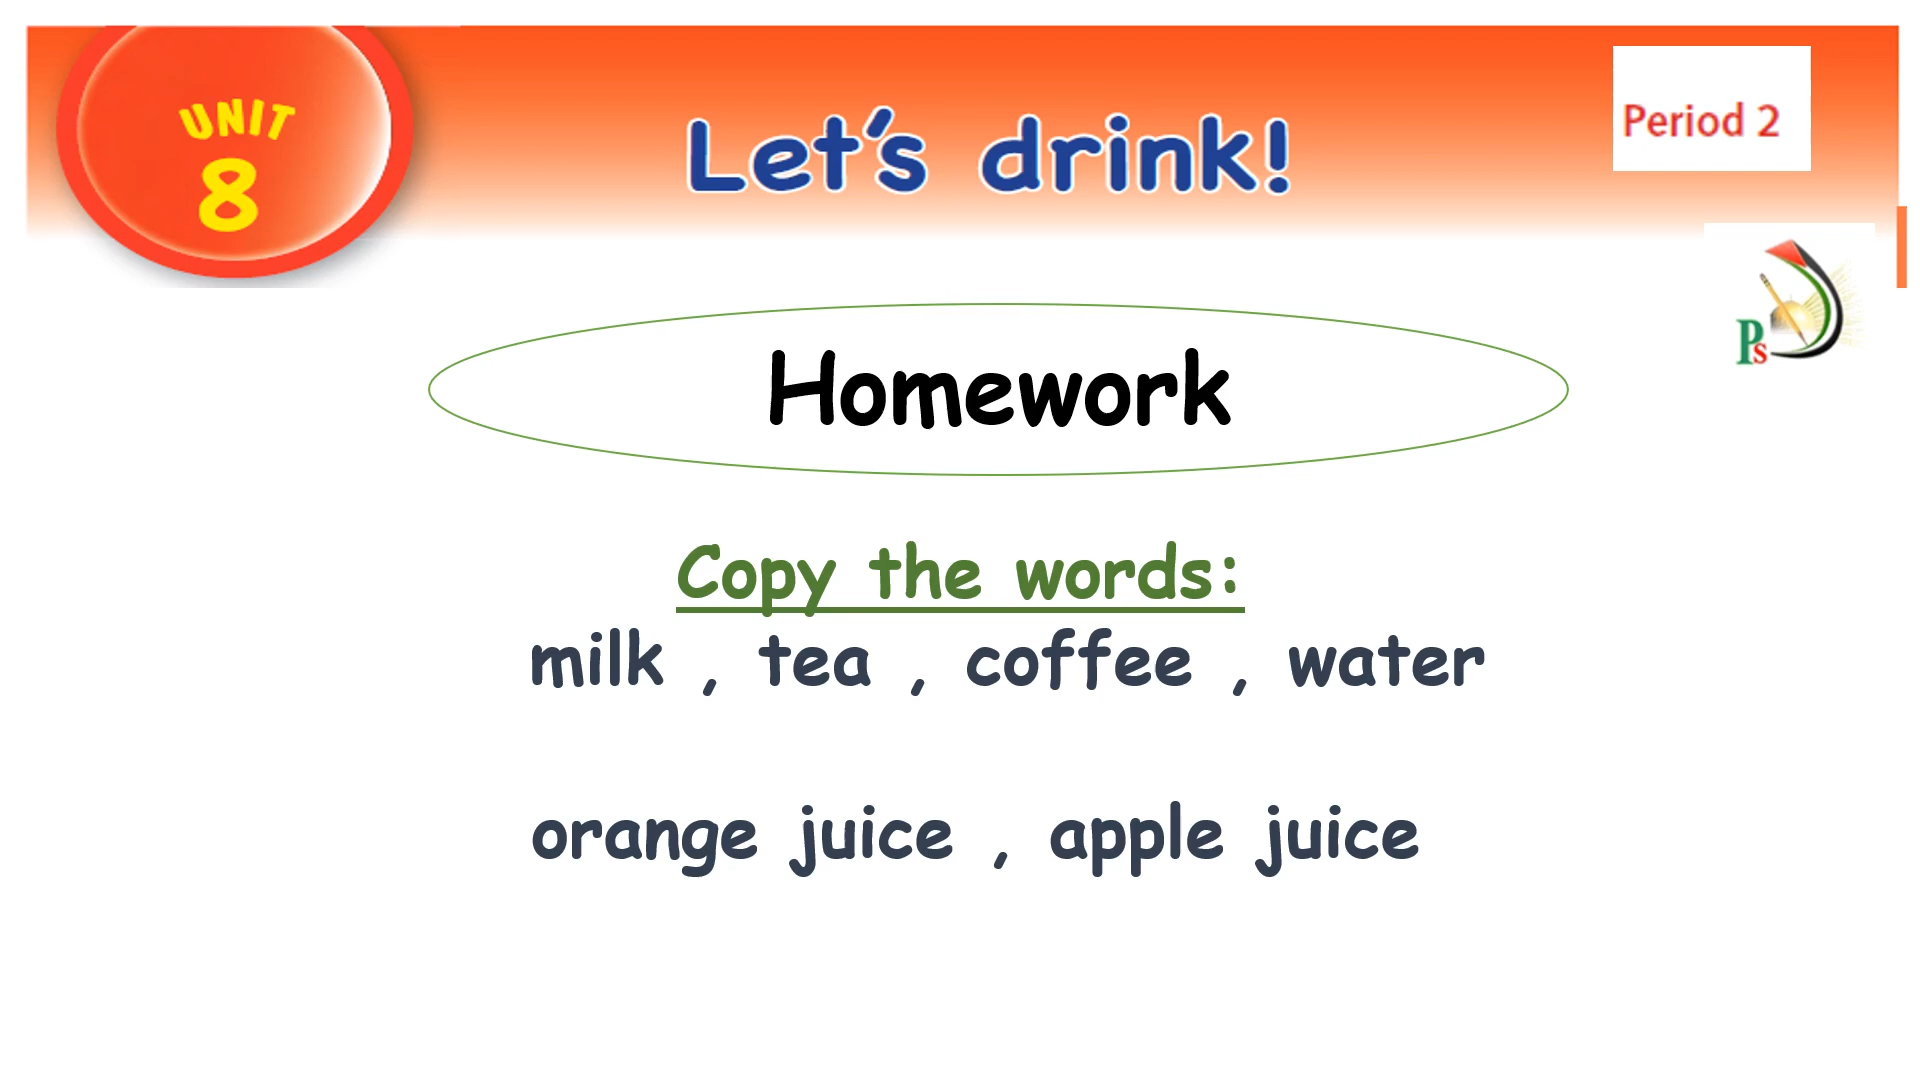 UNIT
8
Let's drink!
Period 2
Ps
Homework
Copy the words:
milk , tea , coffee , water
orange juice , apple juice